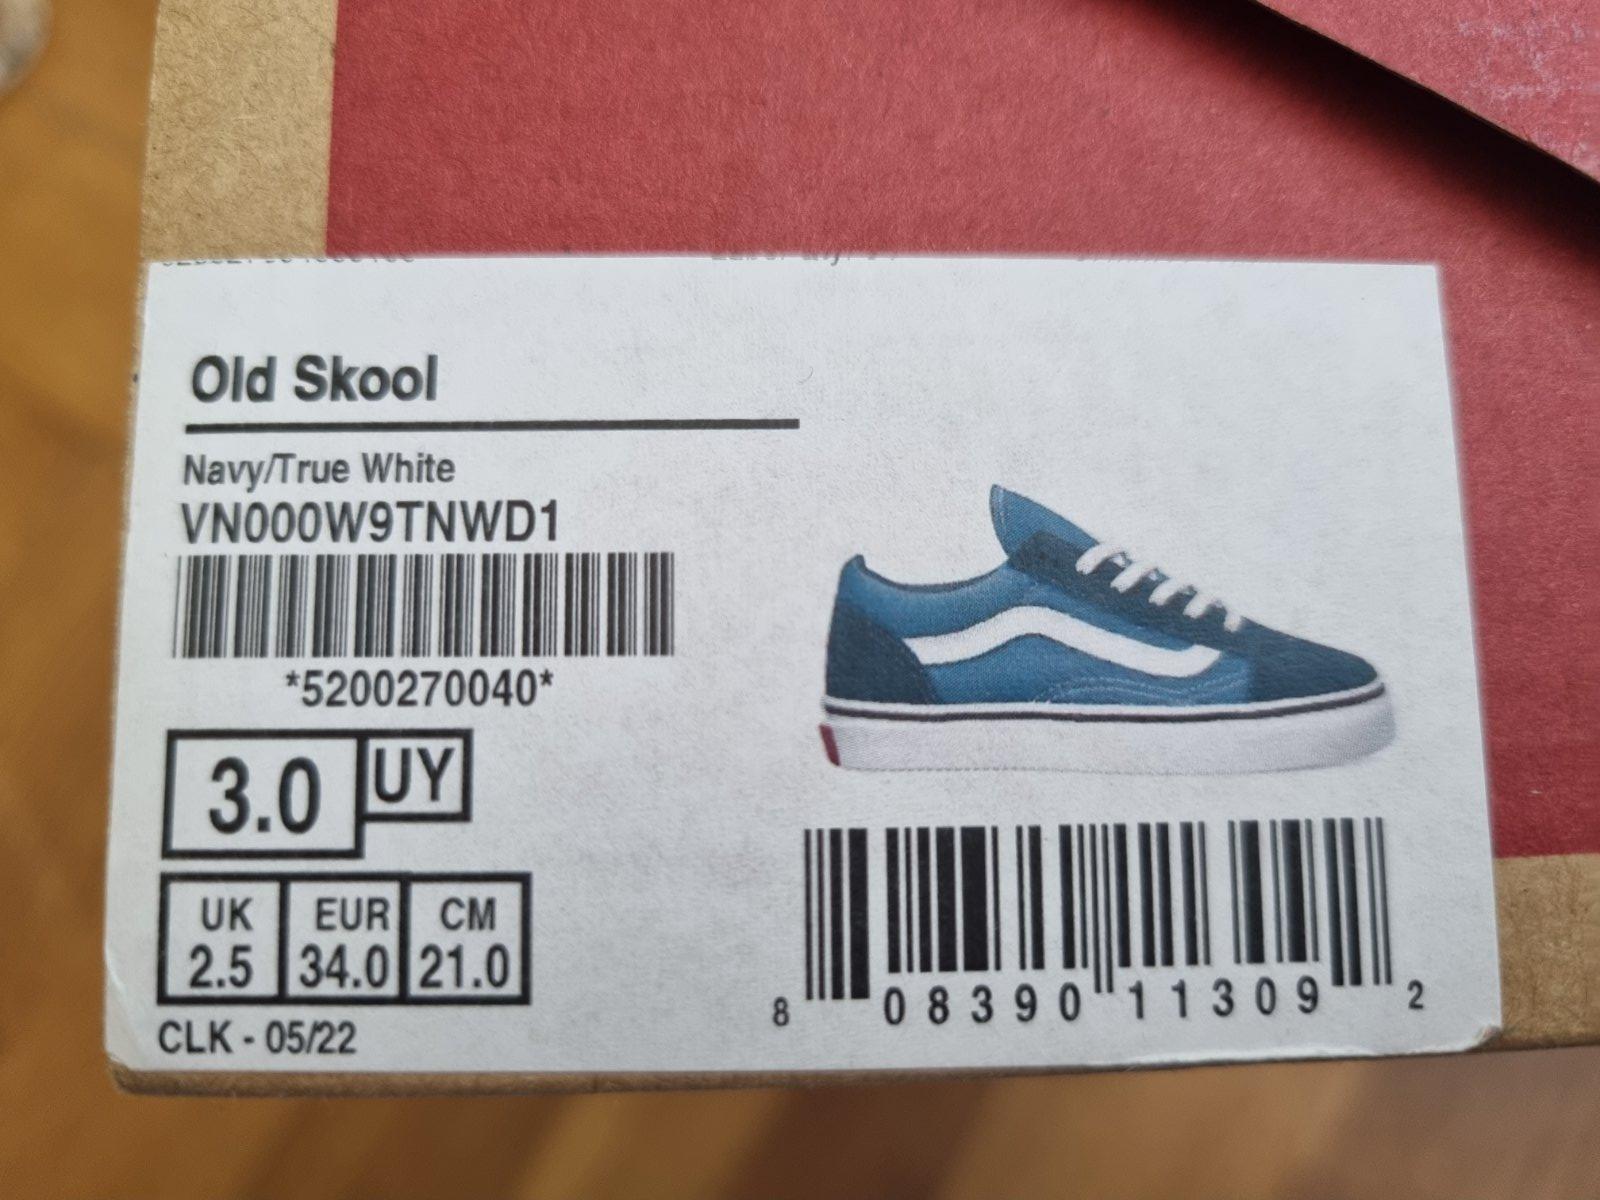 Old Skool
Navy/True White
VN000W9TNWD1
*5200270040*
3.0 UY
UK EUR CM
2.5 34.0 21.0
CLK - 05/22
8 08390 11309 2